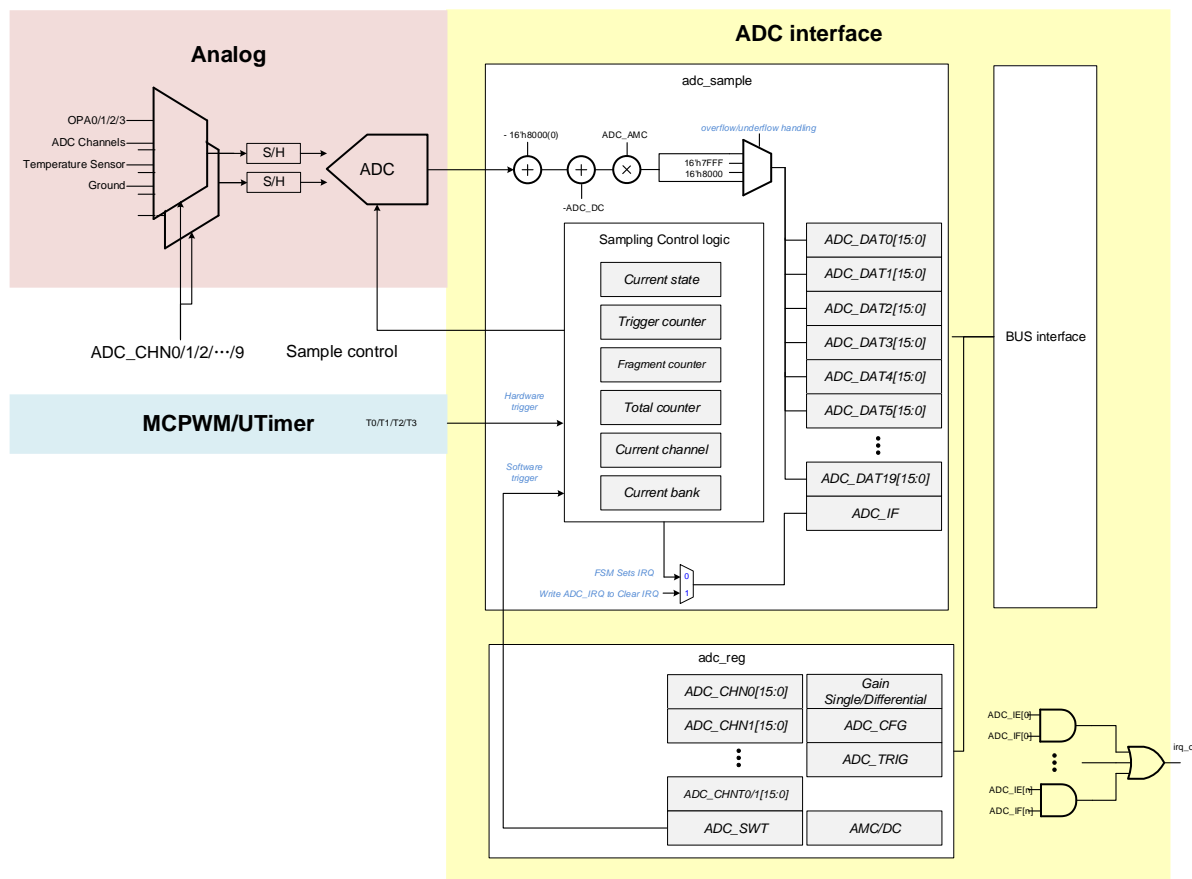 Analog
ADC interface
adc_sample
OPA0/1/2/3
ADC Channels
Temperature Sensor
Ground
S/H
S/H
ADC
- 16'h8000(0)
ADC_AMC
overflow/underflow handling
16'h7FFF
16'h8000
-ADC_DC
Sampling Control logic
Current state
Trigger counter
Fragment counter
Total counter
Current channel
Current bank
ADC_DAT0[15:0]
ADC_DAT1[15:0]
ADC_DAT2[15:0]
ADC_DAT3[15:0]
ADC_DAT4[15:0]
ADC_DAT5[15:0]
ADC_DAT19[15:0]
ADC_IF
BUS interface
ADC_CHN0/1/2/···/9
Sample control
MCPWM/UTimer
T0/T1/T2/T3
Hardware
trigger
Software
trigger
FSM Sets IRQ
0
Write ADC_IRQ to Clear IRQ
1
adc_reg
ADC_CHN0[15:0]
Gain
Single/Differential
ADC_CHN1[15:0]
ADC_CFG
ADC_TRIG
ADC_CHNT0/1[15:0]
ADC_SWT
AMC/DC
ADC_IE[0]
ADC_IF[0]
ADC_IE[n]
ADC_IF[n]